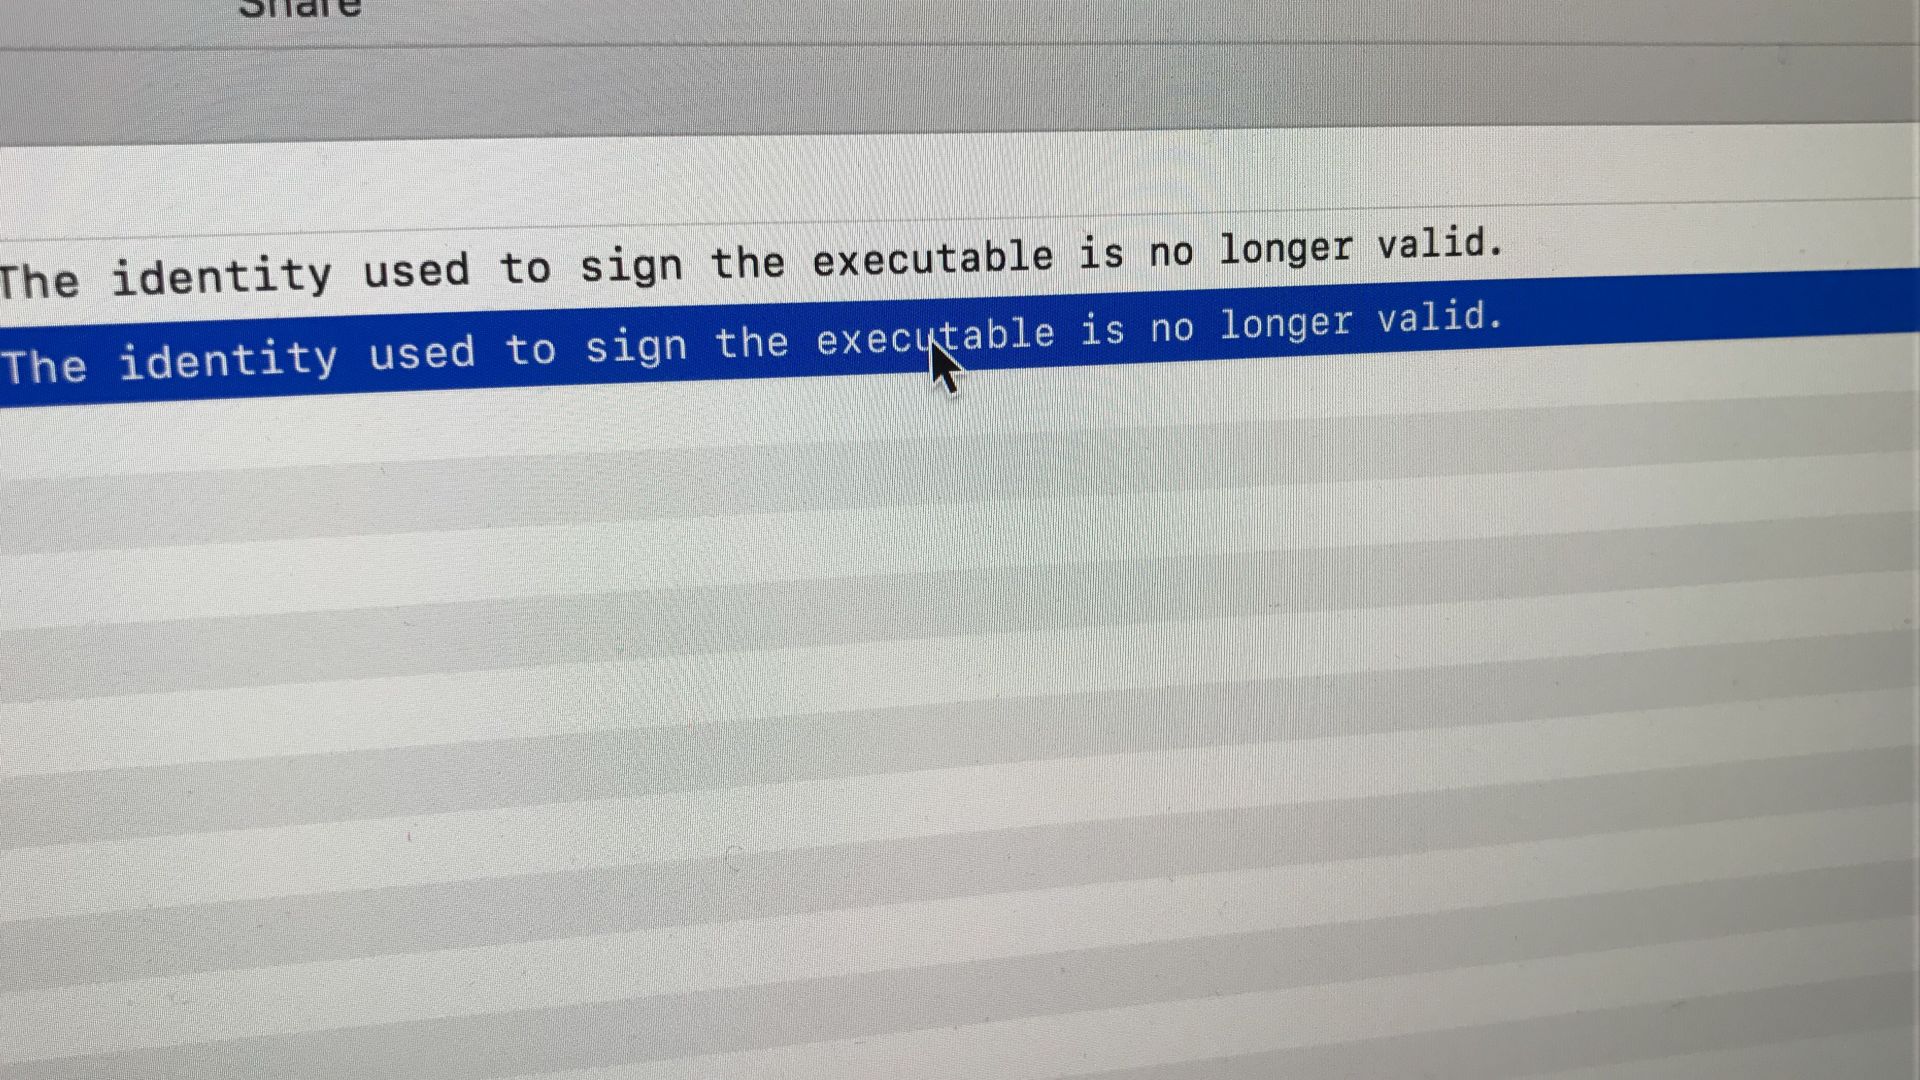 Share
The identity used to sign the executable is no longer valid.
The identity used to sign the executable is no longer valid.